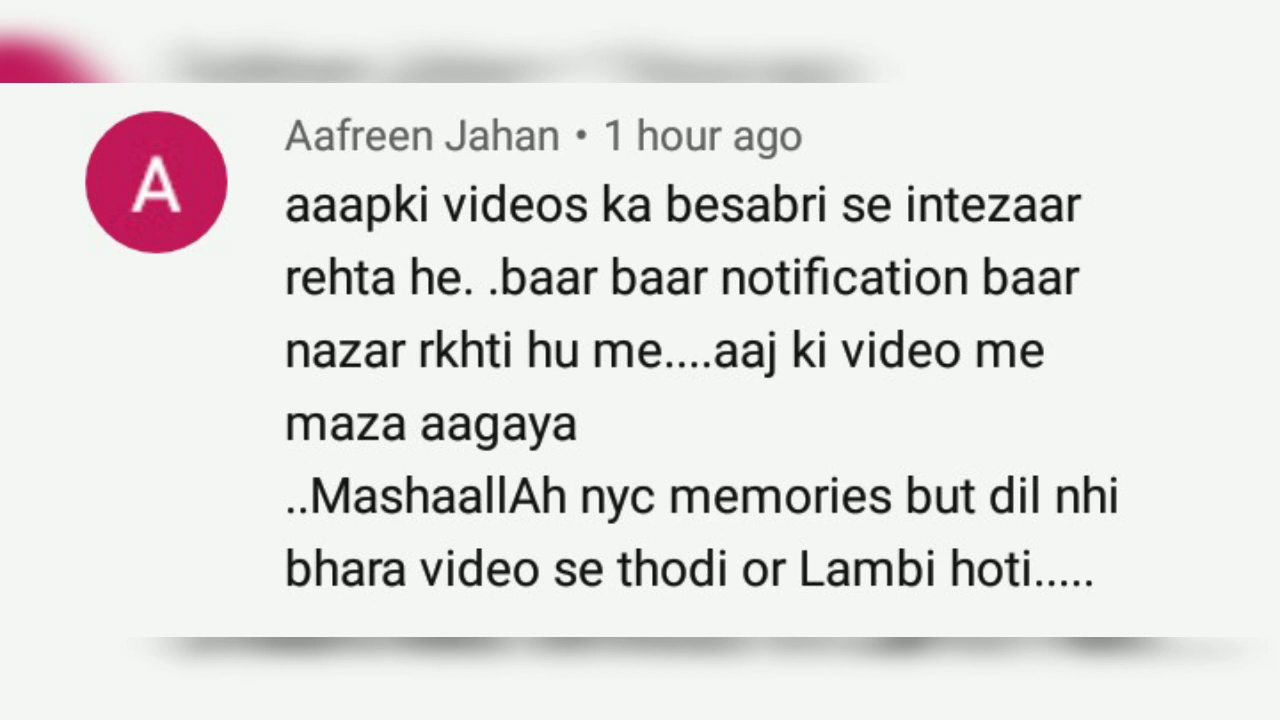 A
Aafreen Jahan • 1 hour ago
aaapki videos ka besabri se intezaar
rehta he. .baar baar notification baar
nazar rkhti hu me....aaj ki video me
maza aagaya
..MashaallAh nyc memories but dil nhi
bhara video se thodi or Lambi hoti.....